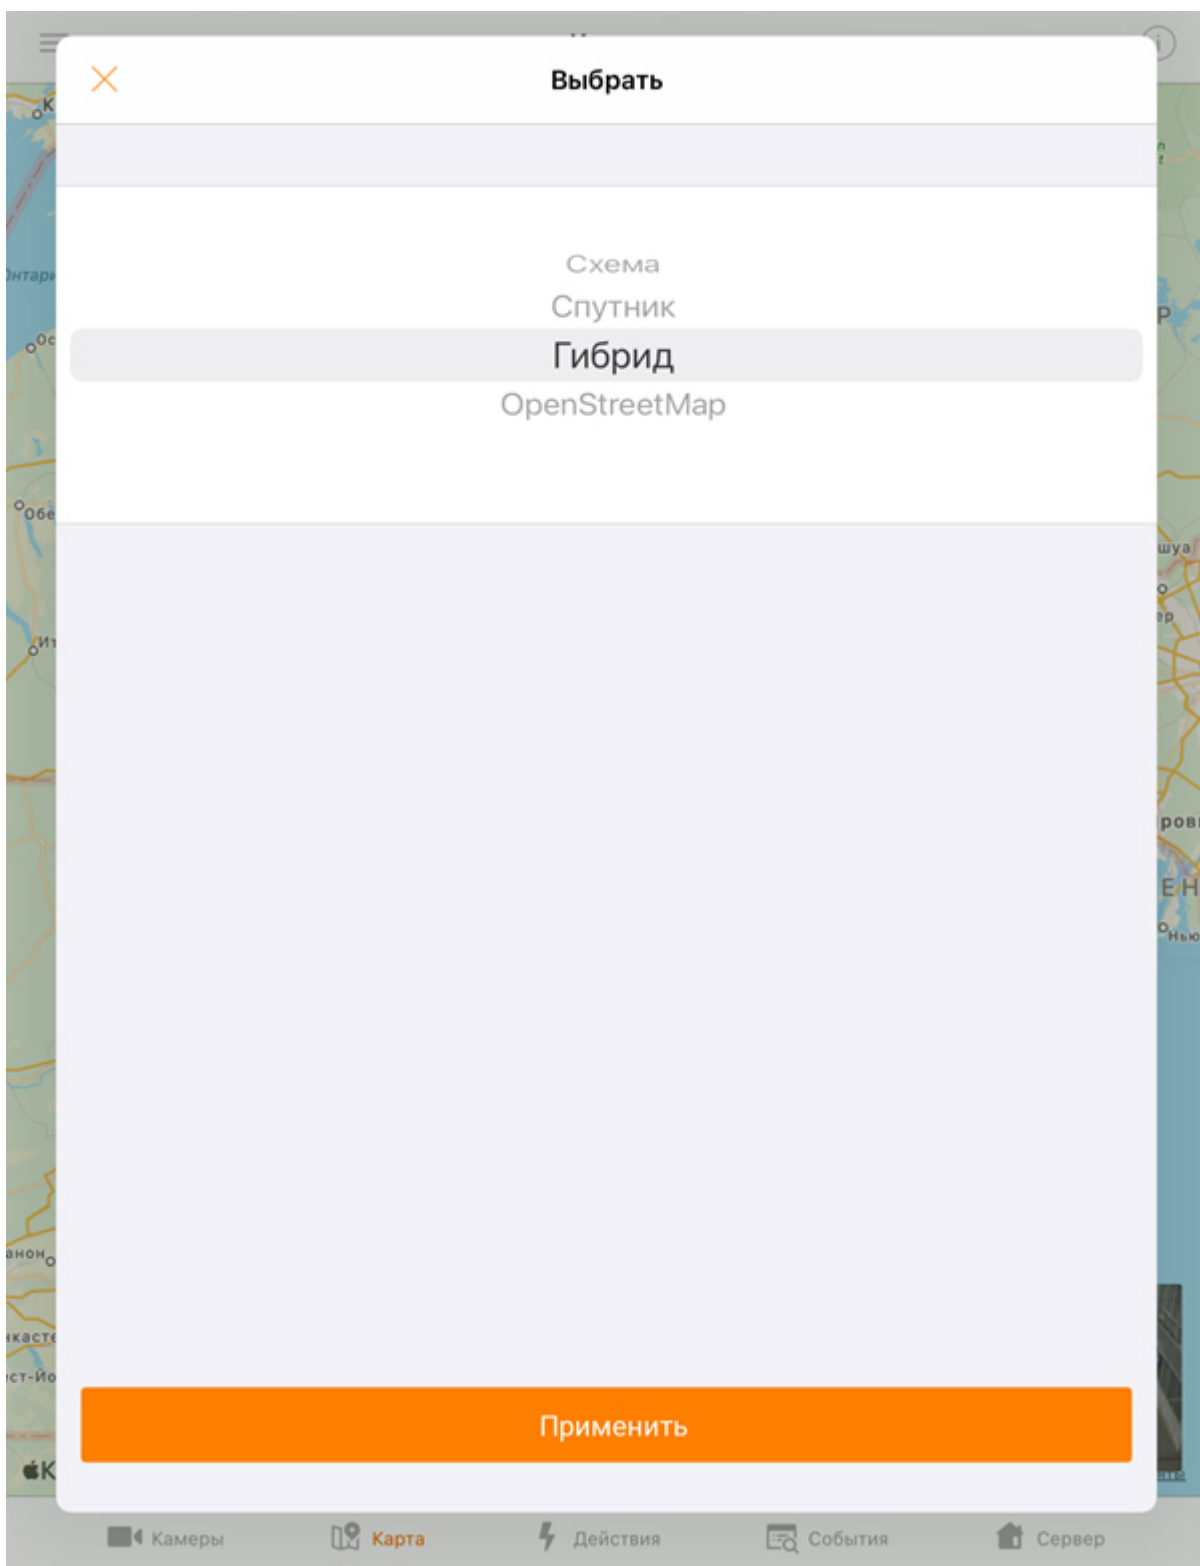 Выбрать
Схема
Спутник
Гибрид
OpenStreetMap
Применить
Камеры
Карта
Действия
События
Сервер